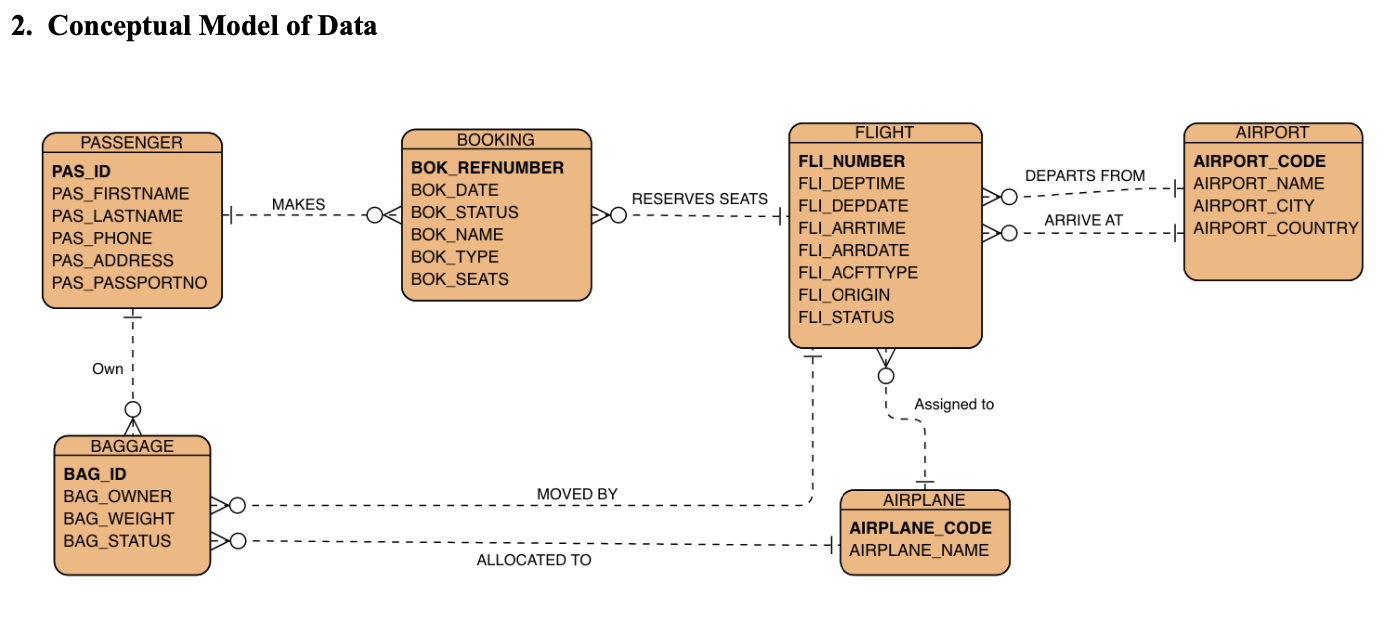 2. Conceptual Model of Data
PASSENGER
PAS_ID
PAS_FIRSTNAME
PAS_LASTNAME
PAS_PHONE
PAS_ADDRESS
PAS_PASSPORTNO
MAKES
BOOKING
BOK_REFNUMBER
BOK_DATE
BOK_STATUS
BOK_NAME
BOK_TYPE
BOK_SEATS
RESERVES SEATS
FLIGHT
FLI_NUMBER
FLI_DEPTIME
FLI_DEPDATE
FLI_ARRTIME
FLI_ARRDATE
FLI_ACFTTYPE
FLI_ORIGIN
FLI_STATUS
DEPARTS FROM
ARRIVE AT
AIRPORT
AIRPORT_CODE
AIRPORT_NAME
AIRPORT_CITY
AIRPORT_COUNTRY
Own
Assigned to
BAGGAGE
BAG_ID
BAG_OWNER
BAG_WEIGHT
BAG_STATUS
MOVED BY
ALLOCATED TO
AIRPLANE
AIRPLANE_CODE
AIRPLANE_NAME